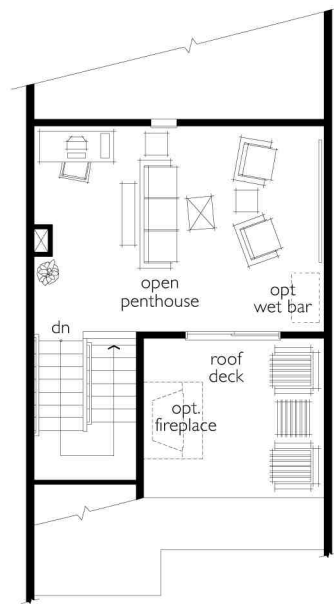 open
penthouse
opt
wet bar
dn
roof
deck
opt.
fireplace